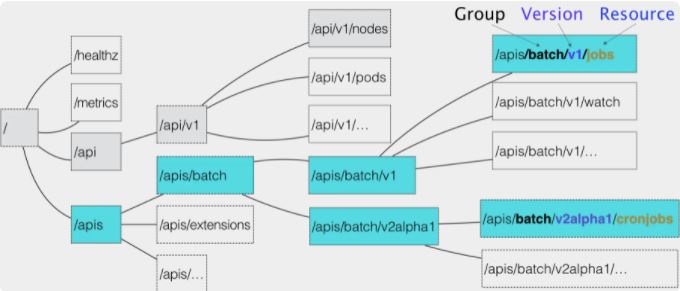 Group Version Resource
/
/healthz
/metrics
/api
/apis
/api/v1
/apis/batch
/apis/extensions
/apis/...
/api/v1/nodes
/api/v1/pods
/api/v1/...
/apis/batch/v1
/apis/batch/v2alpha1
/apis/batch/v1/jobs
/apis/batch/v1/watch
/apis/batch/v1/...
/apis/batch/v2alpha1/cronjobs
/apis/batch/v2alpha1/...